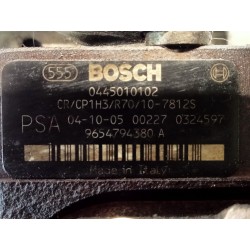 555 BOSCH
0445010102
CR/CP1H3/R70/10-7812S
PSA 04-10-05 00227 0324597
9654794380 A
Made in Italy